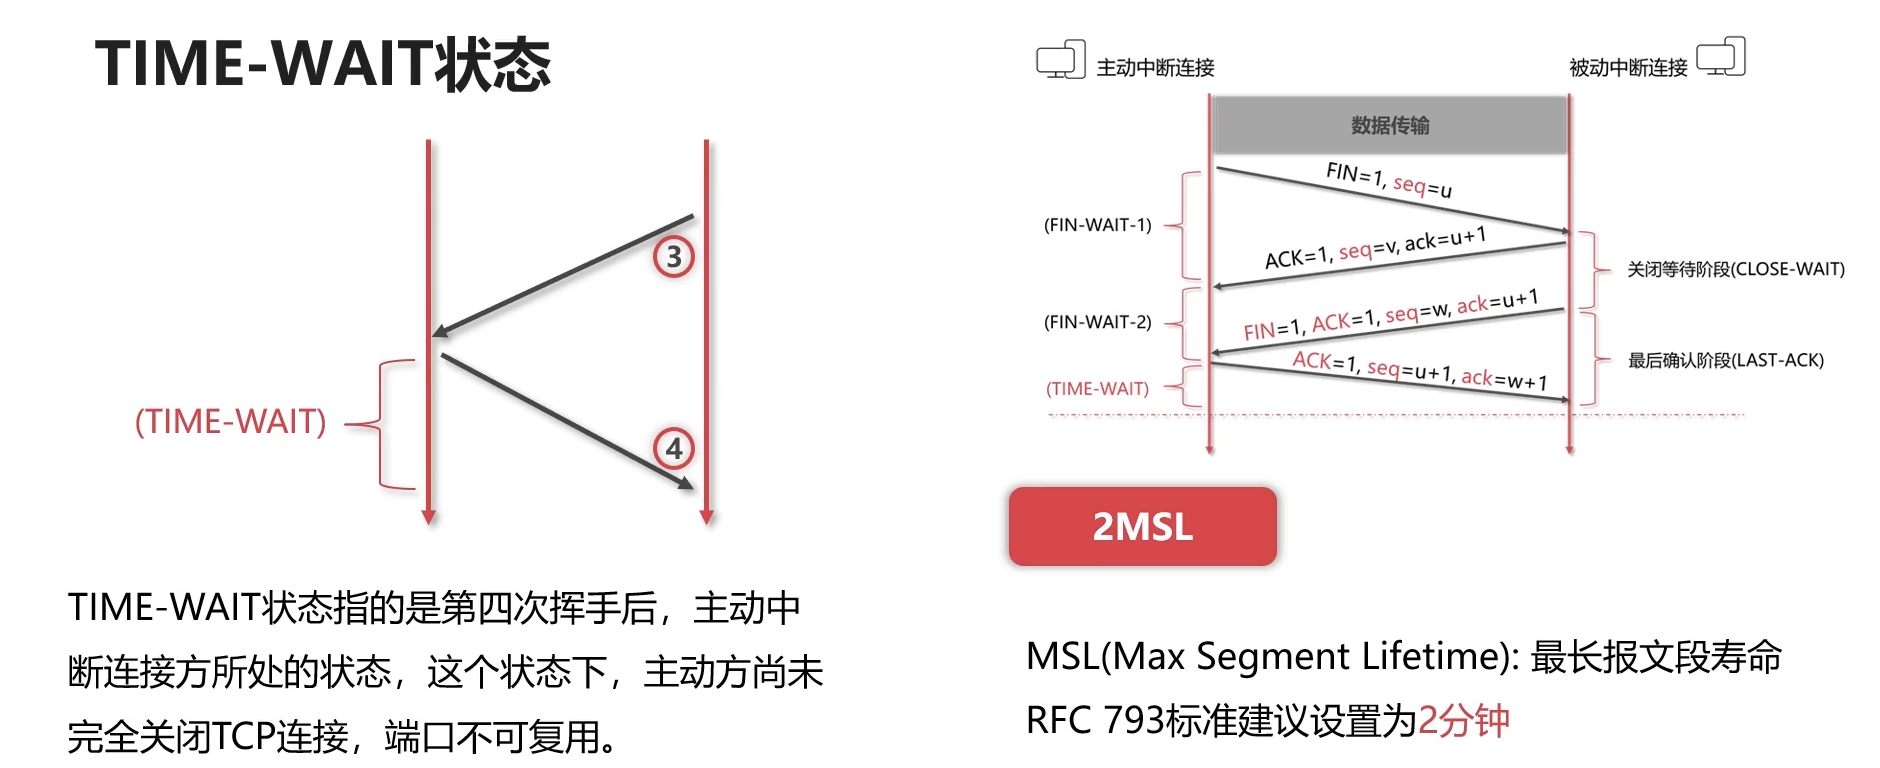 TIME-WAIT状态
③
④
(TIME-WAIT)
TIME-WAIT状态指的是第四次挥手后，主动中
断连接方所处的状态，这个状态下，主动方尚未
完全关闭TCP连接，端口不可复用。
主动中断连接
被动中断连接
数据传输
FIN=1, seq=u
(FIN-WAIT-1)
ACK=1, seq=v, ack=u+1
关闭等待阶段(CLOSE-WAIT)
(FIN-WAIT-2)
FIN=1, ACK=1, seq=w, ack=u+1
最后确认阶段(LAST-ACK)
ACK=1, seq=u+1, ack=w+1
(TIME-WAIT)
2MSL
MSL(Max Segment Lifetime): 最长报文段寿命
RFC 793标准建议设置为2分钟